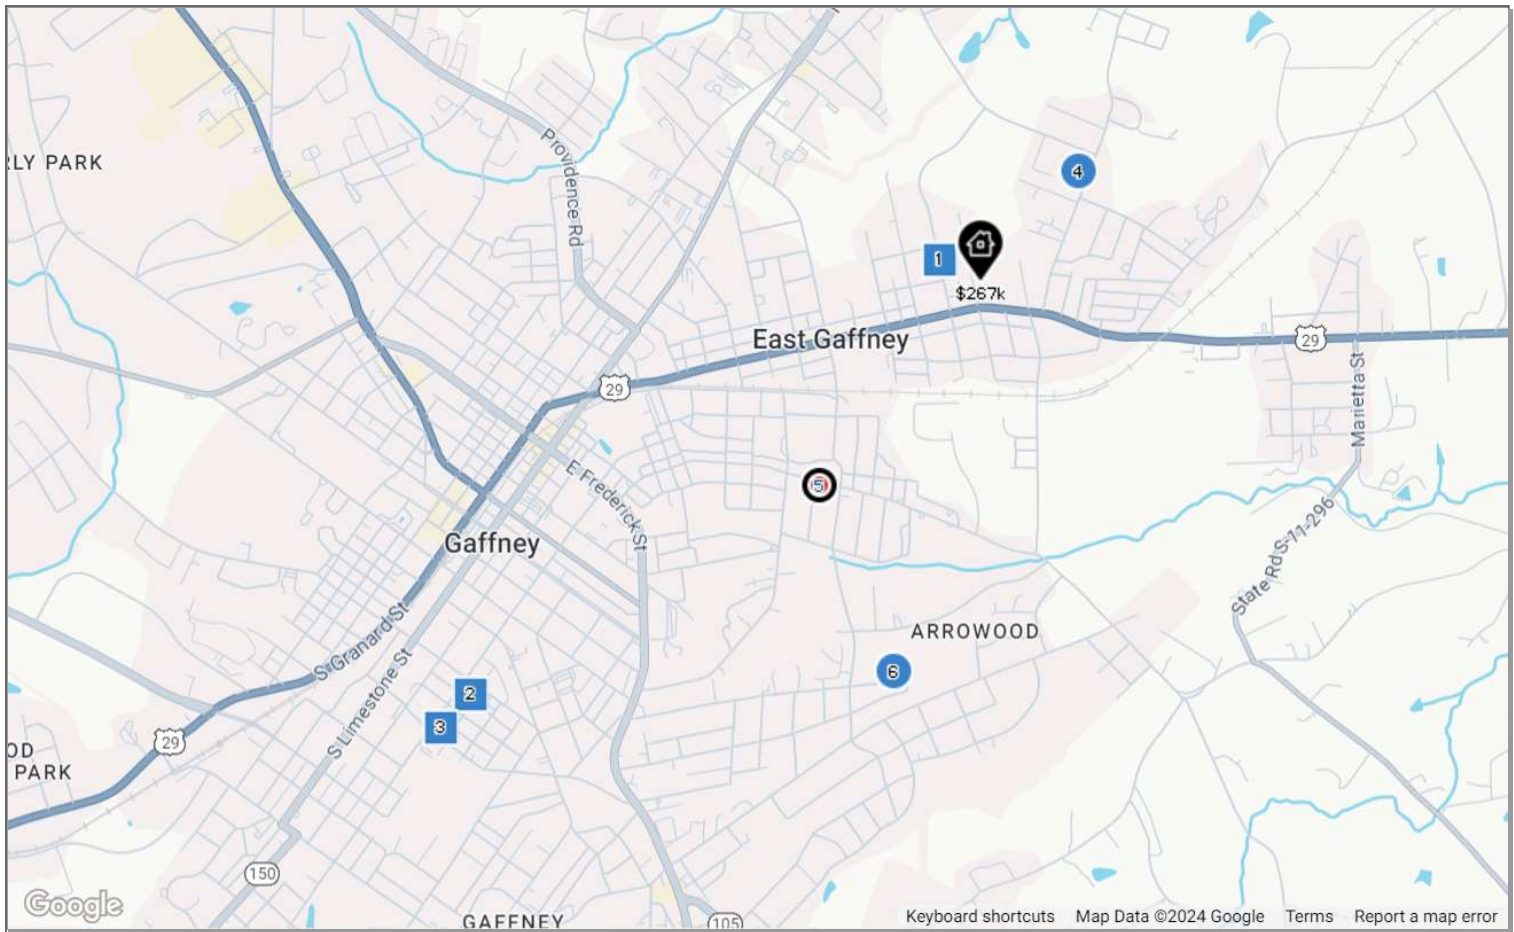 Providence Rd
RLY PARK
4
1
$267k
East Gaffney
29
29
Marietta St
E Frederick St
5
Gaffney
State Rd S-11-296
S Granard St
ARROWOOD
S Limestone St
6
2
3
29
OD
PARK
150
Google
GAFFNEY
105
Keyboard shortcuts Map Data ©2024 Google Terms Report a map error